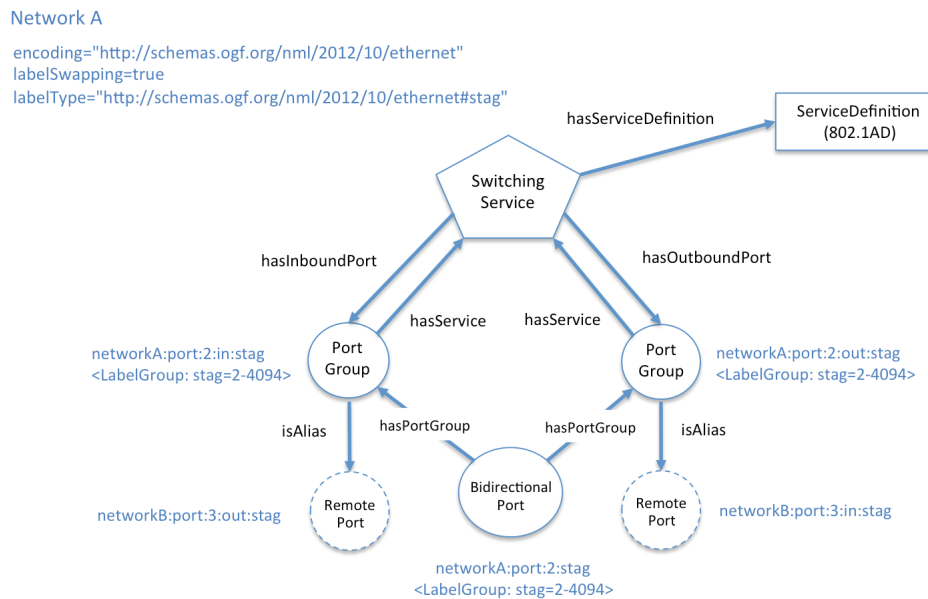 Network A
encoding="http://schemas.ogf.org/nml/2012/10/ethernet"
labelSwapping=true
labelType="http://schemas.ogf.org/nml/2012/10/ethernet#stag"
hasServiceDefinition
ServiceDefinition
(802.1AD)
Switching
Service
hasInboundPort
hasOutboundPort
hasService
hasService
networkA:port:2:in:stag
<LabelGroup: stag=2-4094>
Port
Group
Port
Group
networkA:port:2:out:stag
<LabelGroup: stag=2-4094>
isAlias
hasPortGroup
hasPortGroup
isAlias
networkB:port:3:out:stag
Remote
Port
Bidirectional
Port
Remote
Port
networkB:port:3:in:stag
networkA:port:2:stag
<LabelGroup: stag=2-4094>